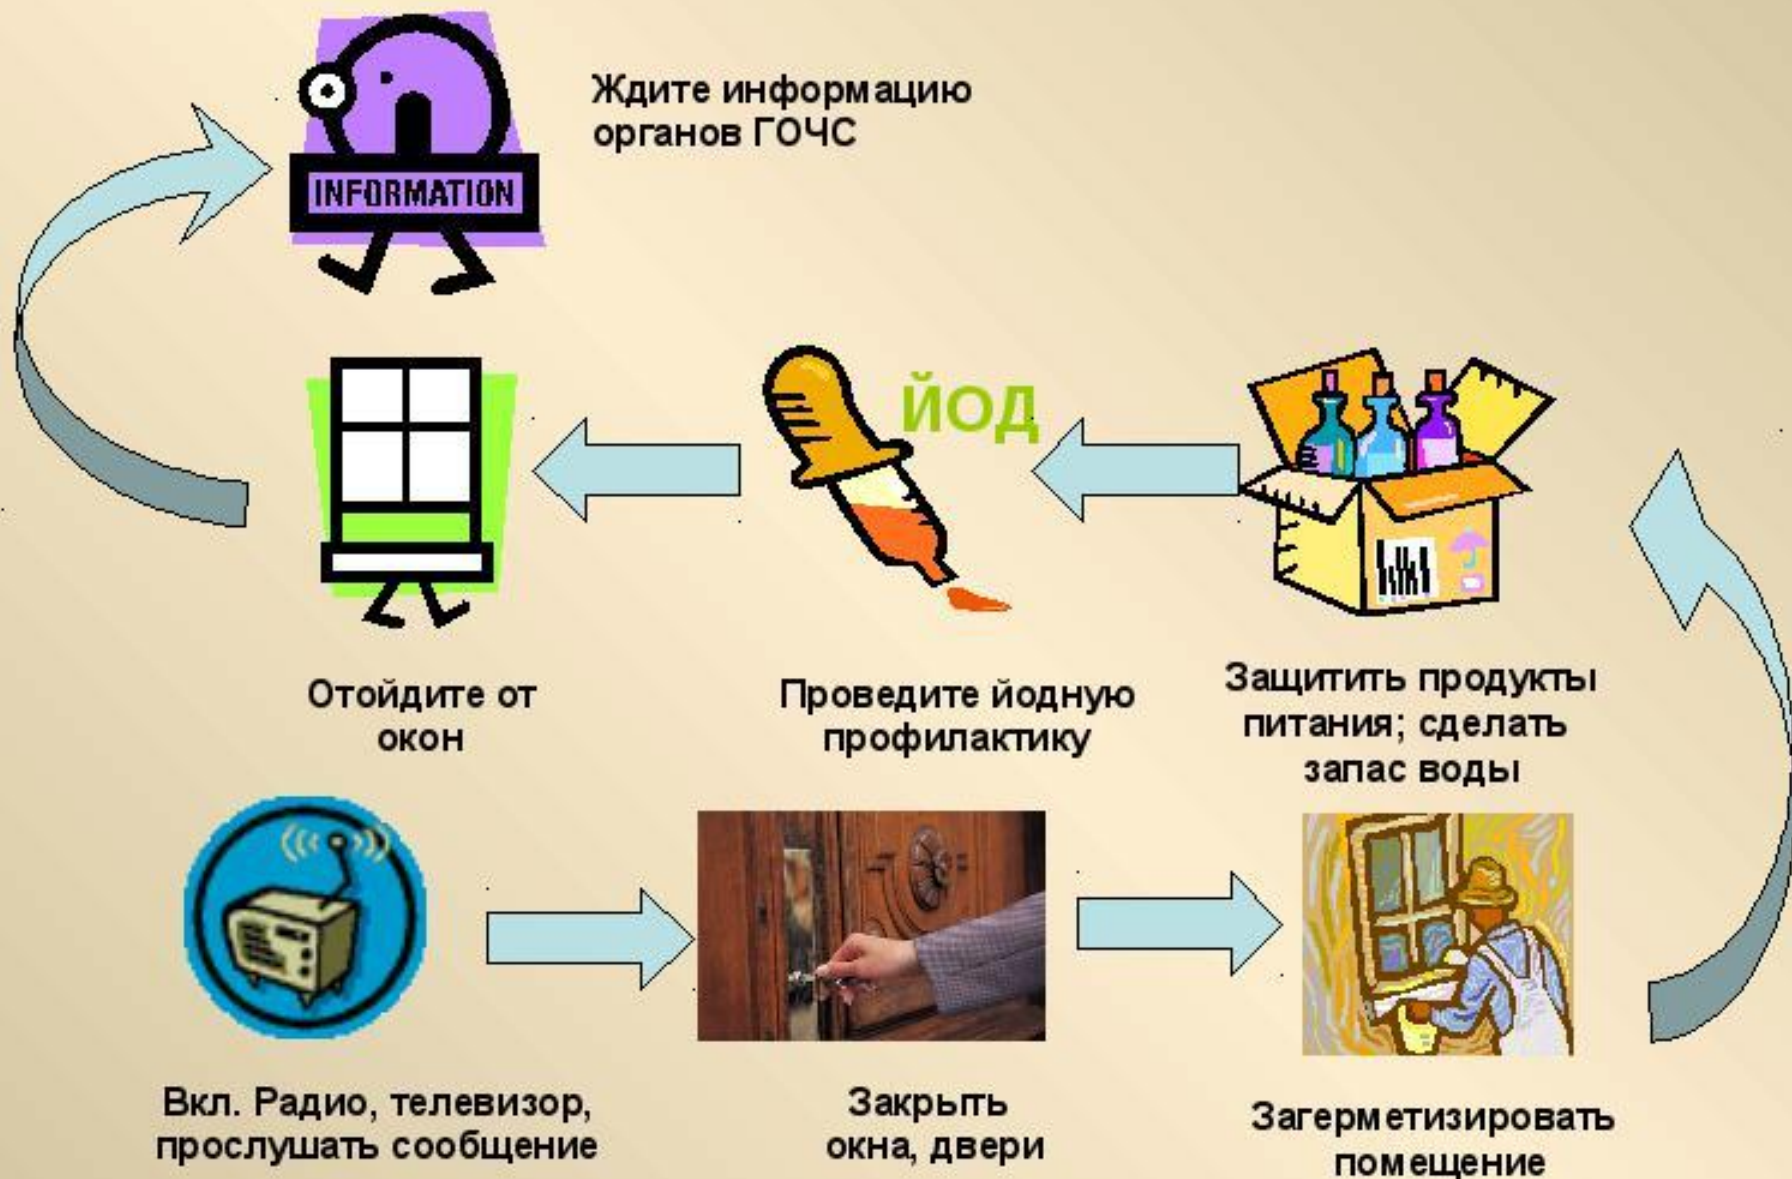 Ждите информацию
органов ГОЧС
INFORMATION
ЙОД
Отойдите от
окон
Проведите йодную
профилактику
Защитить продукты
питания; сделать
запас воды
Вкл. Радио, телевизор,
прослушать сообщение
Закрыть
окна, двери
Загерметизировать
помещение